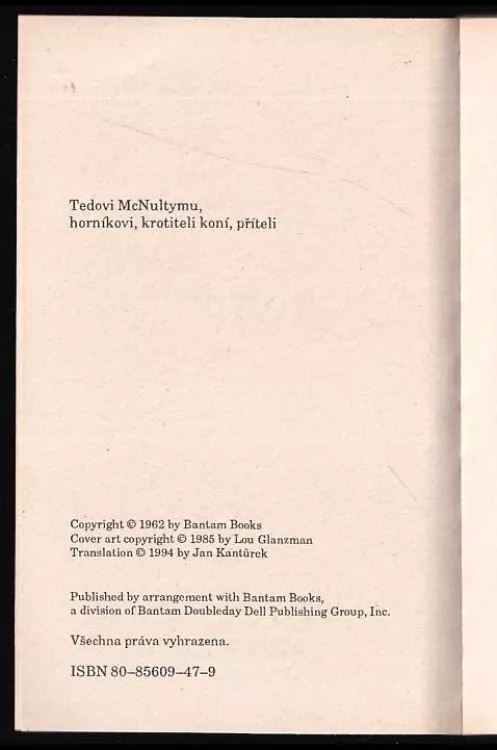 Tedovi McNultymu,
horníkovi, krotiteli koní, příteli
Copyright © 1962 by Bantam Books
Cover art copyright © 1985 by Lou Glanzman
Translation © 1994 by Jan Kantůrek
Published by arrangement with Bantam Books,
a division of Bantam Doubleday Dell Publishing Group, Inc.
Všechna práva vyhrazena.
ISBN 80–85609–47–9